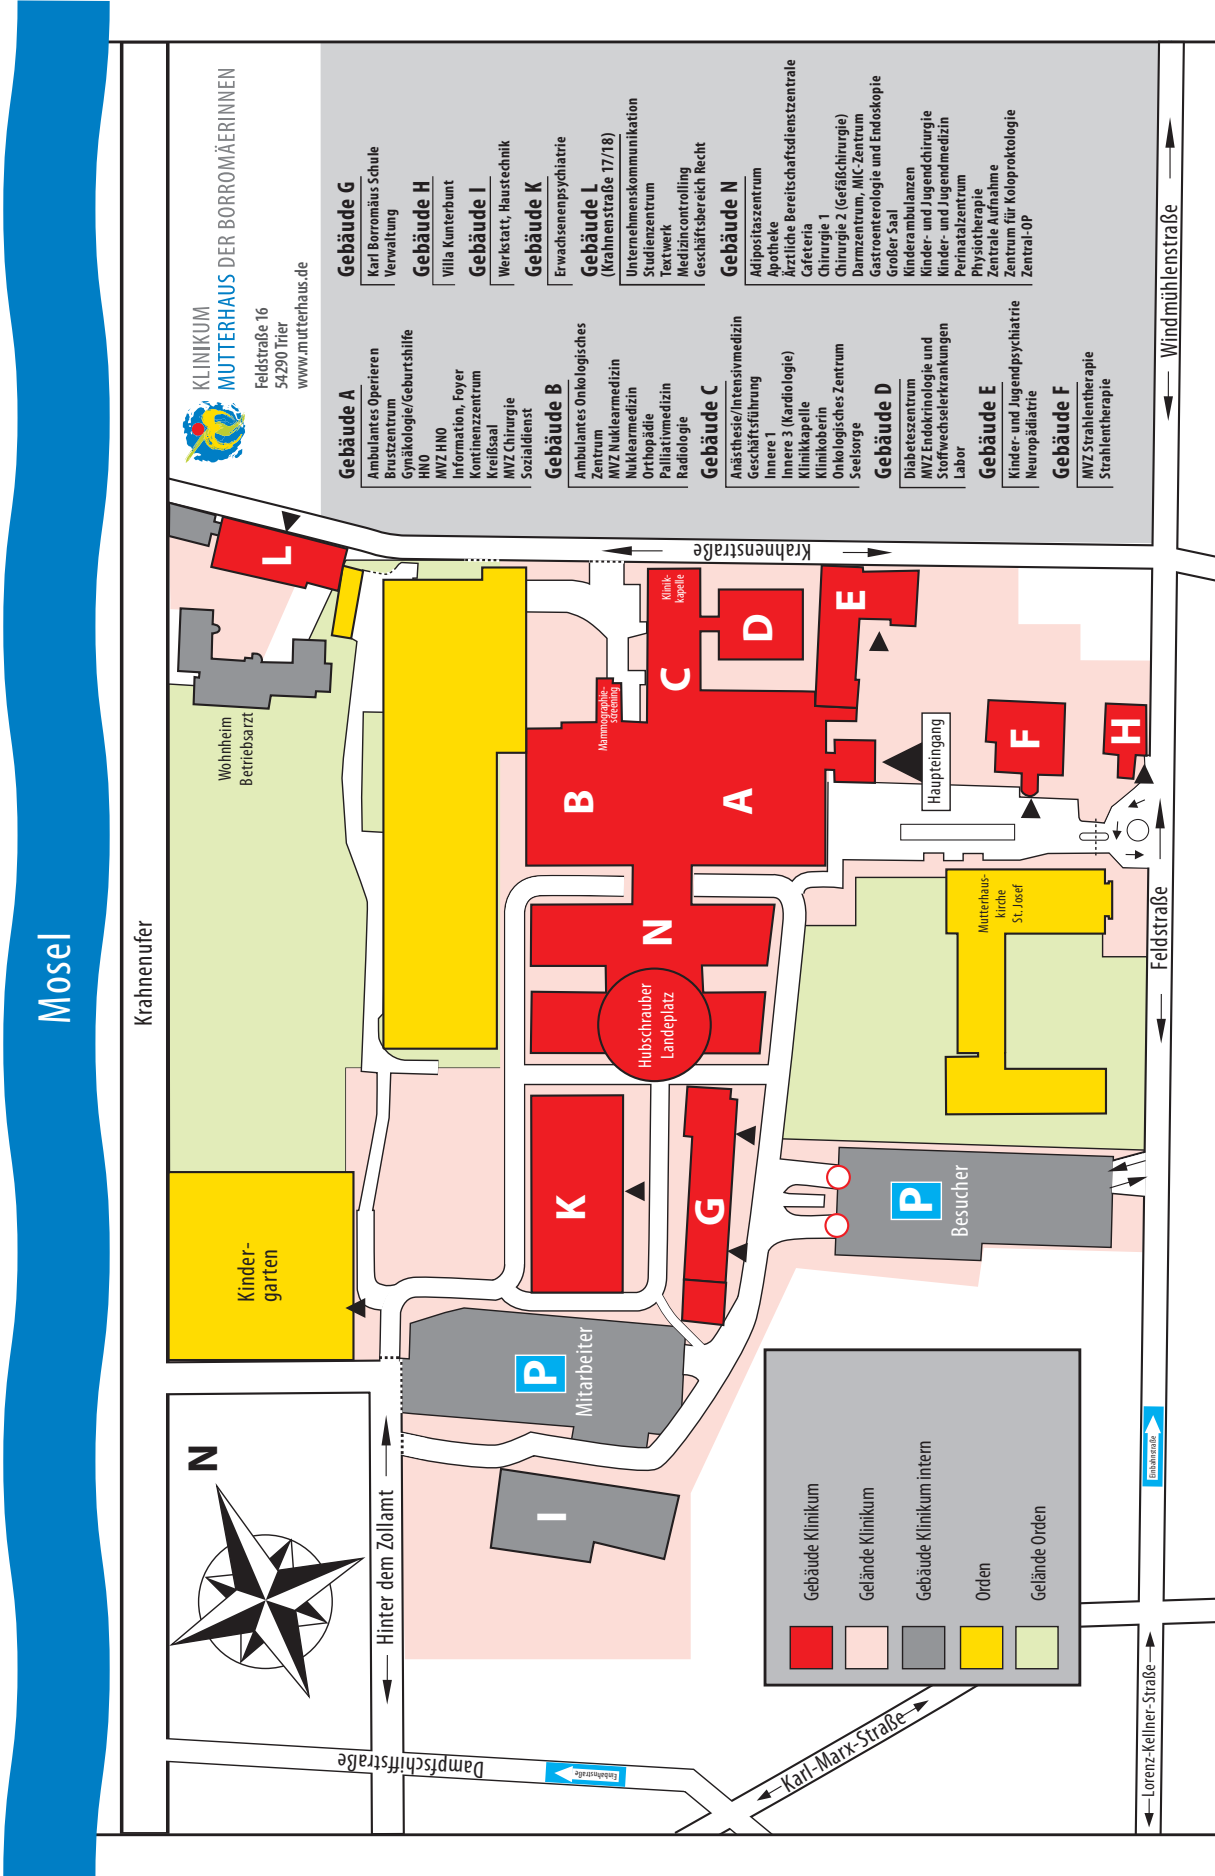 Mosel
Krahnenufer
KLINIKUM
MUTTERHAUS DER BORROMÄERINNEN
Feldstraße 16
54290 Trier
www.mutterhaus.de
Gebäude A
Ambulantes Operieren
Brustzentrum
Gynäkologie/Geburtshilfe
HNO
MVZ HNO
Information, Foyer
Kontinenzzentrum
Kreißsaal
MVZ Chirurgie
Sozialdienst
Gebäude B
Ambulantes Onkologisches
Zentrum
MVZ Nuklearmedizin
Nuklearmedizin
Orthopädie
Palliativmedizin
Radiologie
Gebäude C
Anästhesie/Intensivmedizin
Geschäftsführung
Innere 1
Innere 3 (Kardiologie)
Klinikkapelle
Klinikoberin
Onkologisches Zentrum
Seelsorge
Gebäude D
Diabeteszentrum
MVZ Endokrinologie und
Stoffwechselerkrankungen
Labor
Gebäude E
Kinder- und Jugendpsychiatrie
Neuropädiatrie
Gebäude F
MVZ Strahlentherapie
Strahlentherapie
Gebäude G
Karl Borromäus Schule
Verwaltung
Gebäude H
Villa Kunterbunt
Gebäude I
Werkstatt, Haustechnik
Gebäude K
Erwachsenenpsychiatrie
Gebäude L
(Krahnenstraße 17/18)
Unternehmenskommunikation
Studienzentrum
Textwerk
Medizincontrolling
Geschäftsbereich Recht
Gebäude N
Adipositaszentrum
Apotheke
Ärztliche Bereitschaftsdienstzentrale
Cafeteria
Chirurgie 1
Chirurgie 2 (Gefäßchirurgie)
Darmzentrum, MIC-Zentrum
Gastroenterologie und Endoskopie
Großer Saal
Kinderambulanzen
Kinder- und Jugendchirurgie
Kinder- und Jugendmedizin
Perinatalzentrum
Physiotherapie
Zentrale Aufnahme
Zentrum für Koloproktologie
Zentral-OP
Windmühlenstraße
Krahnenstraße
L
Wohnheim
Betriebsarzt
Klinik-
kapelle
C
D
E
Mammographie-
screening
B
A
Haupteingang
F
H
N
Hubschrauber
Landeplatz
Mutterhaus-
kirche
St. Josef
Feldstraße
K
G
P
Besucher
Kinder-
garten
P
Mitarbeiter
I
N
Hinter dem Zollamt
Dampfschiffstraße
Einbahnstraße
Karl-Marx-Straße
Lorenz-Kellner-Straße
Einbahnstraße
Gebäude Klinikum
Gelände Klinikum
Gebäude Klinikum intern
Orden
Gelände Orden